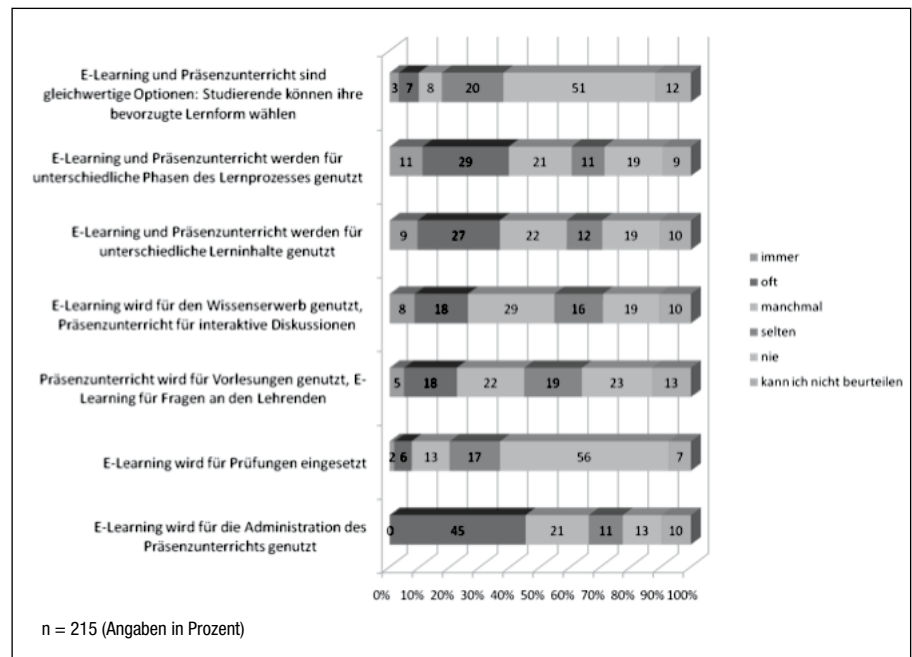 E-Learning und Präsenzunterricht sind
gleichwertige Optionen: Studierende können ihre
bevorzugte Lernform wählen
3 7 8 20 51 12
E-Learning und Präsenzunterricht werden für
unterschiedliche Phasen des Lernprozesses genutzt
11 29 21 11 19 9
E-Learning und Präsenzunterricht werden für
unterschiedliche Lerninhalte genutzt
9 27 22 12 19 10
E-Learning wird für den Wissenserwerb genutzt,
Präsenzunterricht für interaktive Diskussionen
8 18 29 16 19 10
Präsenzunterricht wird für Vorlesungen genutzt, E-
Learning für Fragen an den Lehrenden
5 18 22 19 23 13
E-Learning wird für Prüfungen eingesetzt
2 6 13 17 56 7
E-Learning wird für die Administration des
Präsenzunterrichts genutzt
0 45 21 11 13 10
0% 10% 20% 30% 40% 50% 60% 70% 80% 90% 100%
immer
oft
manchmal
selten
nie
kann ich nicht beurteilen
n = 215 (Angaben in Prozent)